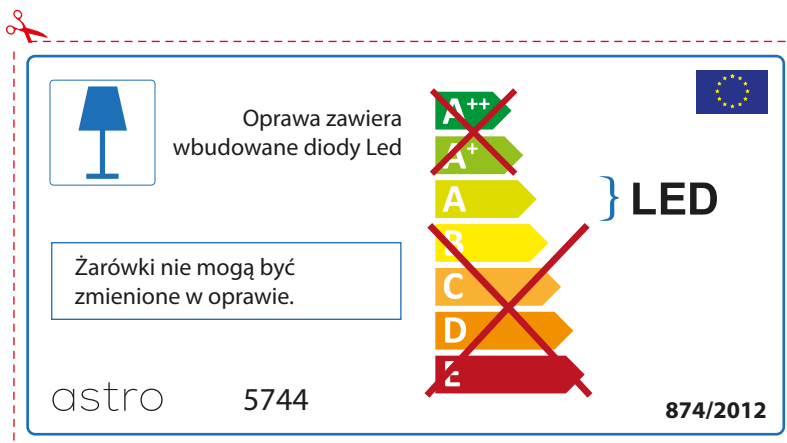 Oprawa zawiera
wbudowane diody Led
A++
A+
A
B
C
D
E
LED
Żarówki nie mogą być
zmienione w oprawie.
astro
5744
874/2012